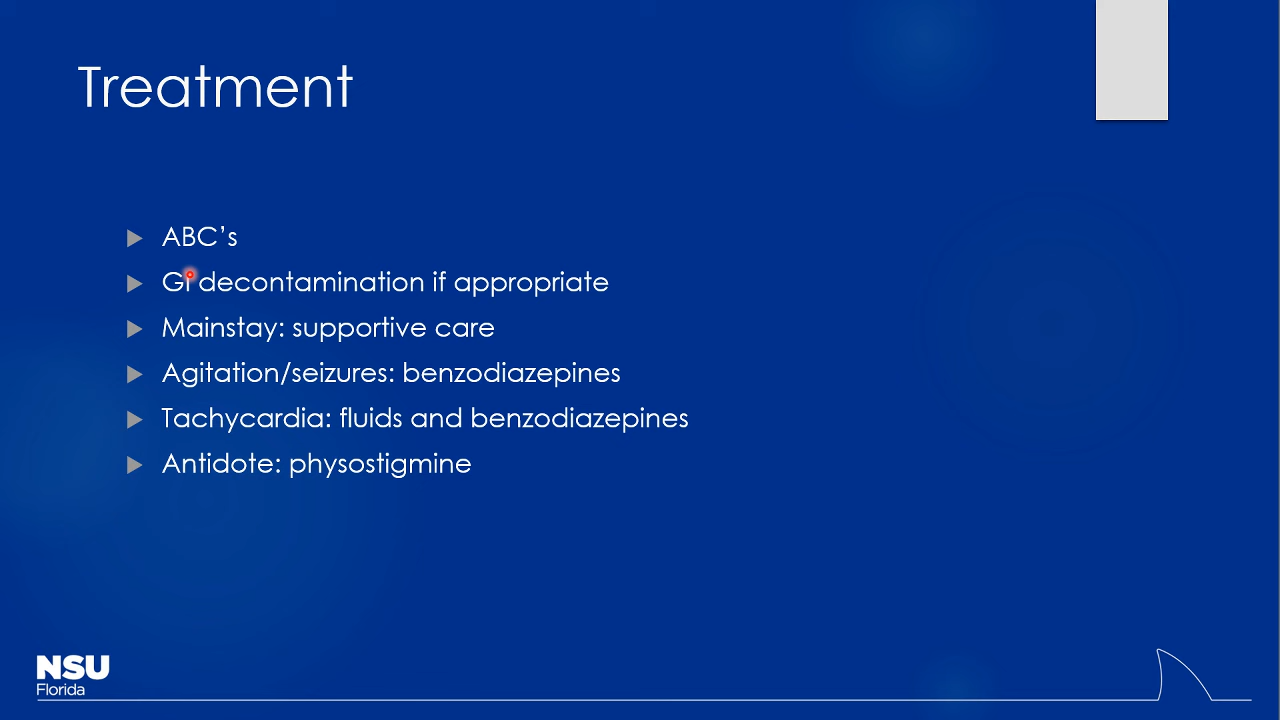 Treatment
ABC's
GI decontamination if appropriate
Mainstay: supportive care
Agitation/seizures: benzodiazepines
Tachycardia: fluids and benzodiazepines
Antidote: physostigmine
NSU
Florida